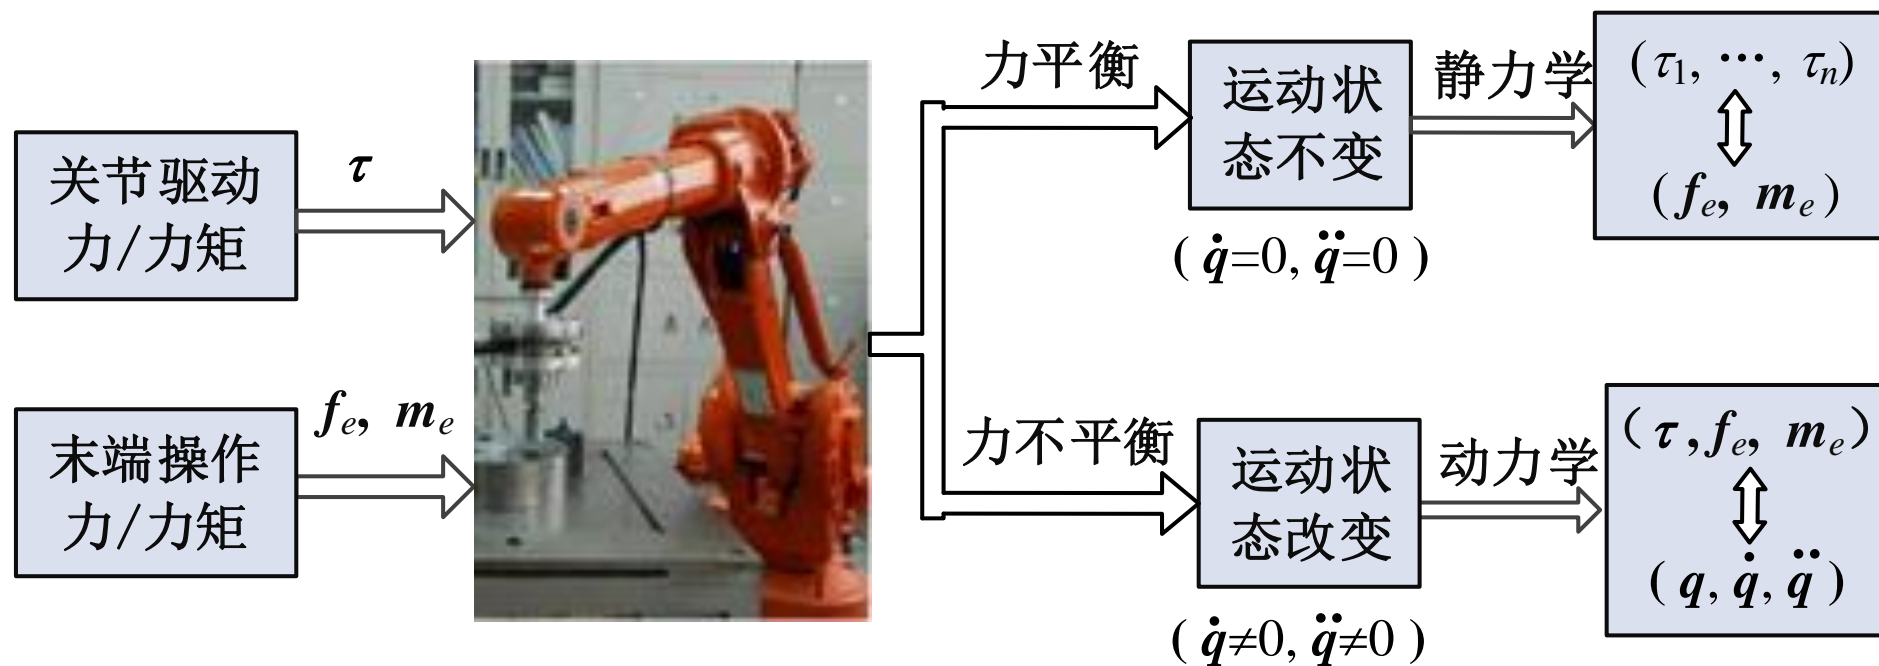 关节驱动
力/力矩
τ
末端操作
力/力矩
fe, me
力平衡
运动状
态不变
(q̇=0, q̈=0)
静力学
(τ1, ···, τn)
(fe, me)
力不平衡
运动状
态改变
(q̇≠0, q̈≠0)
动力学
(τ,fe, me)
(q, q̇, q̈)